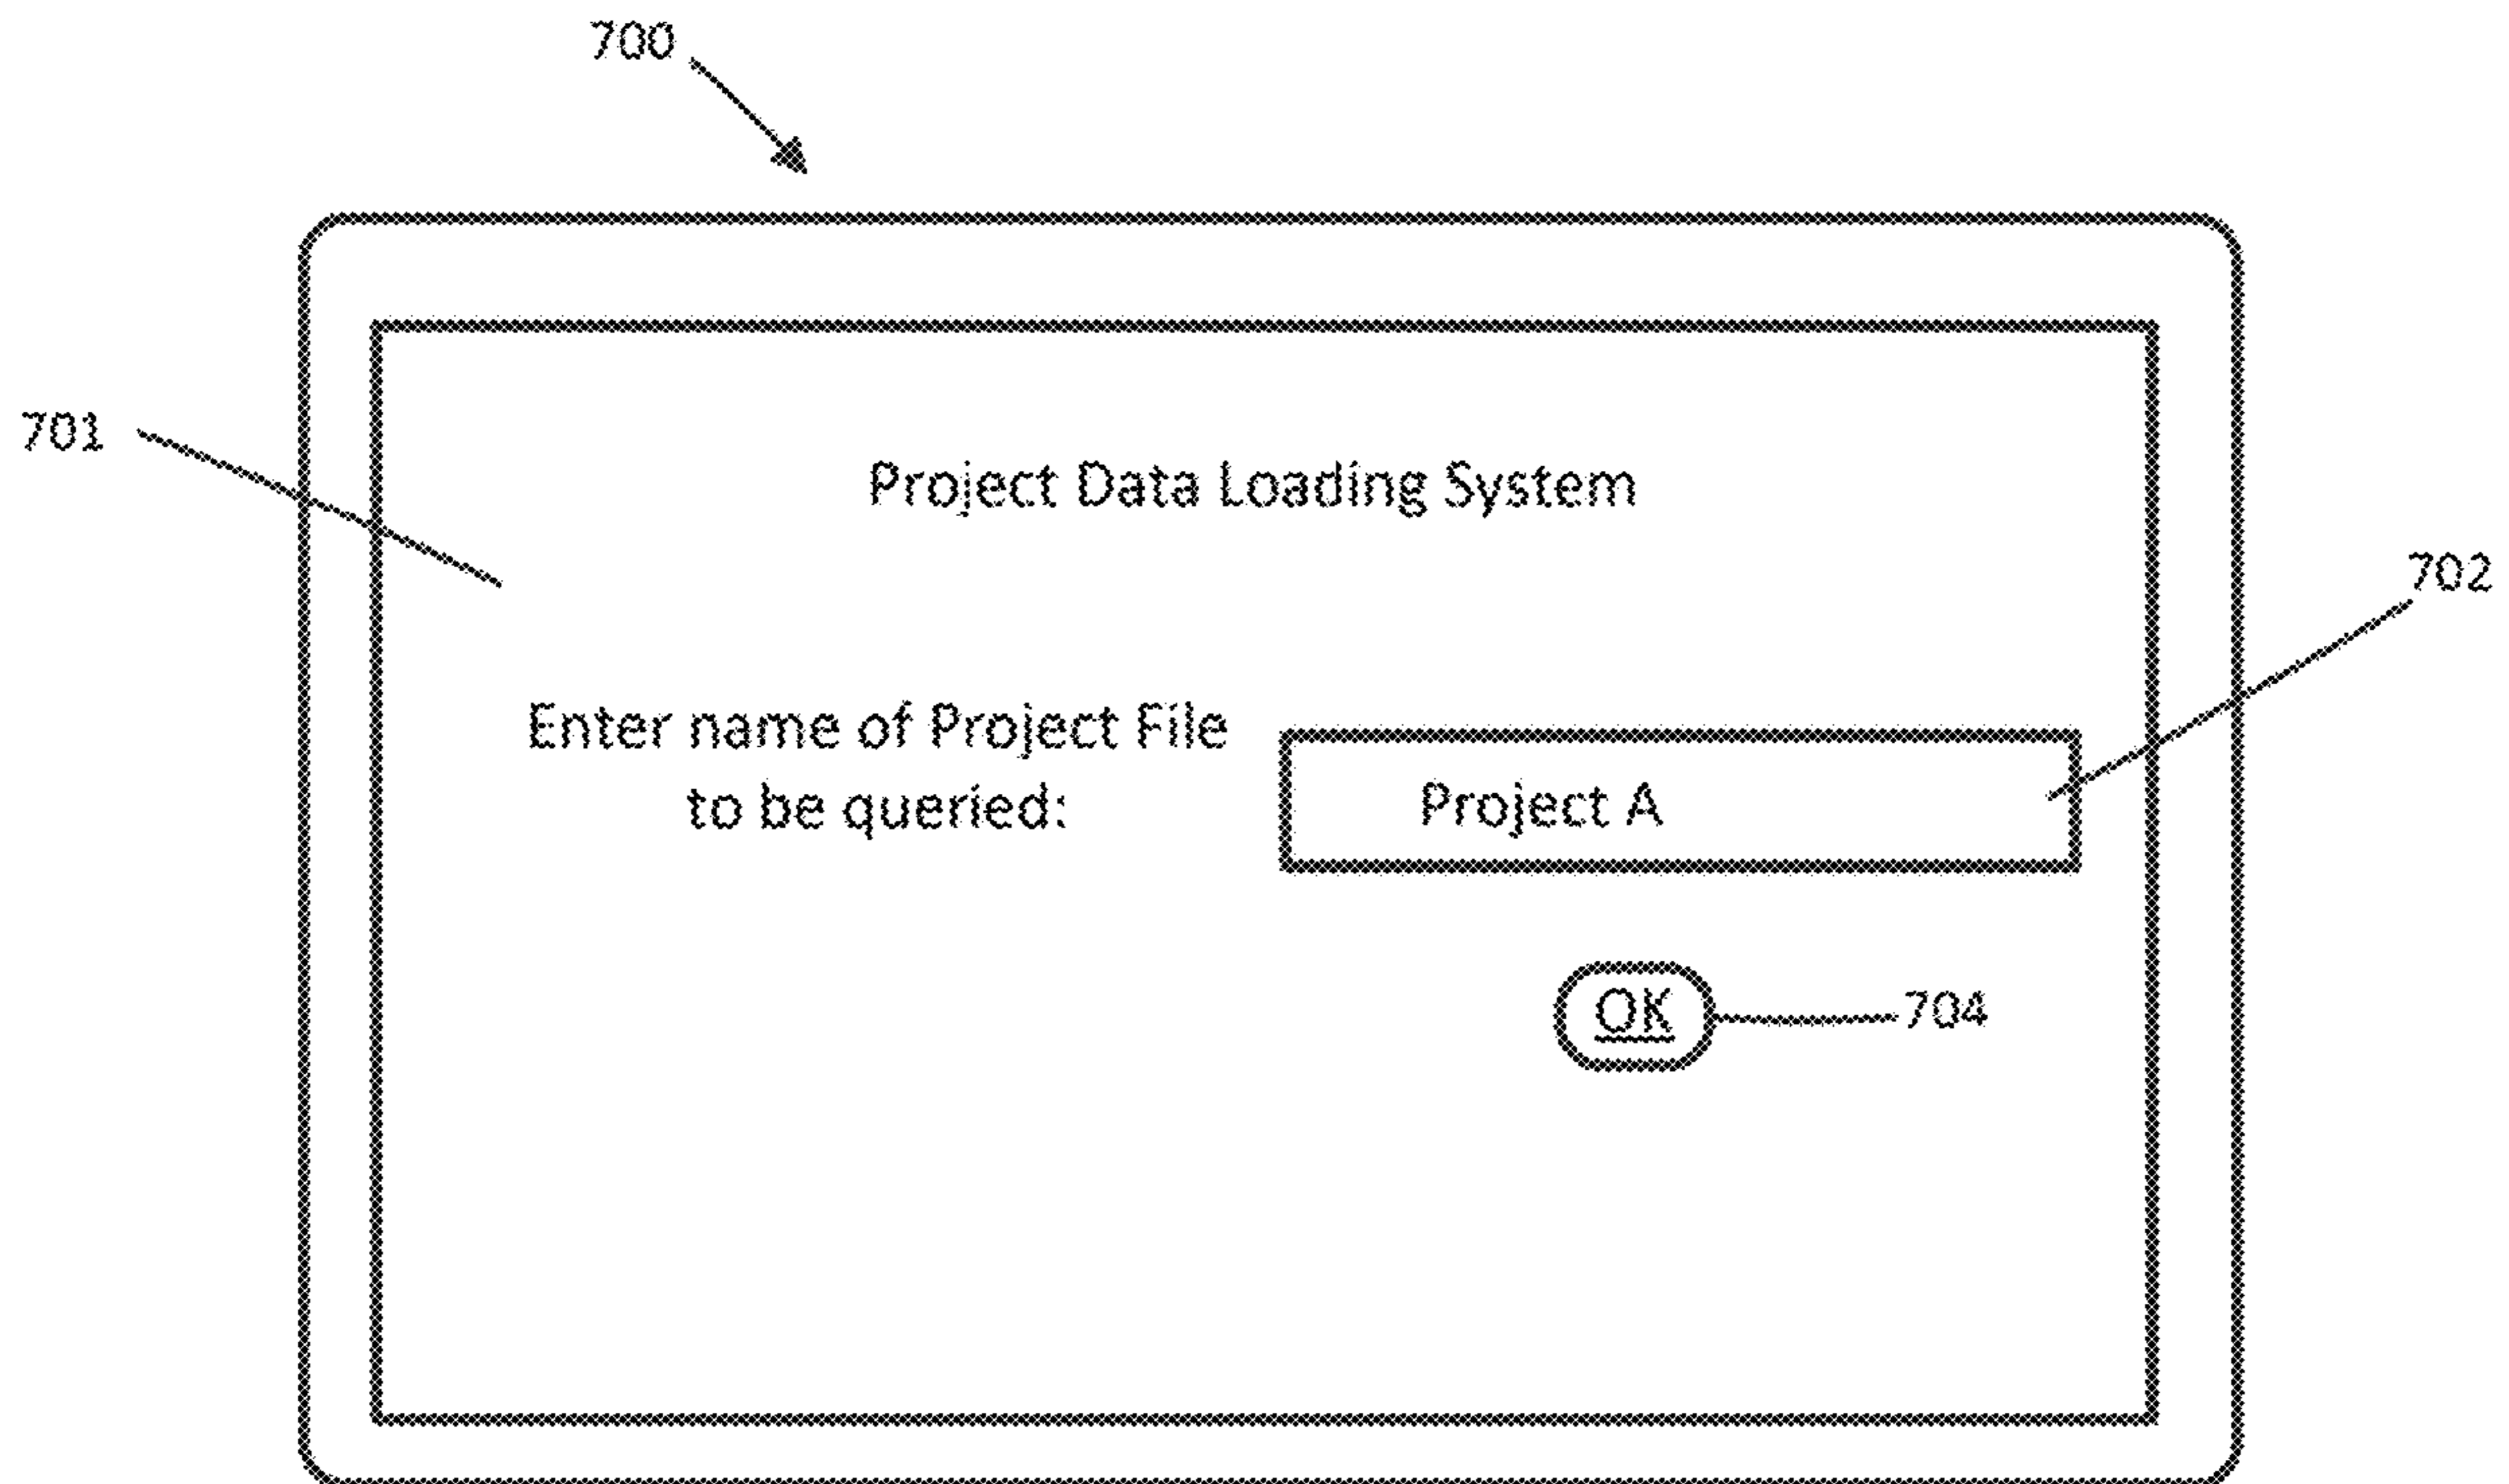 700
701
Project Data Loading System
702
Enter name of Project File
to be queried:
Project A
OK
704